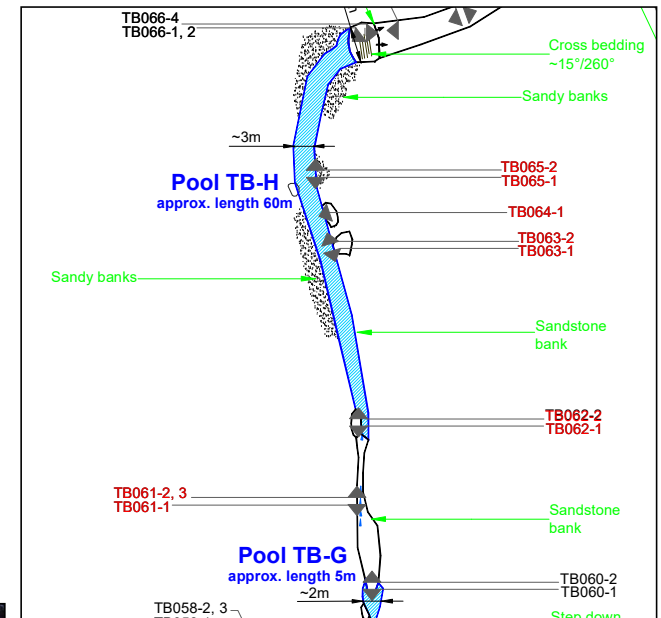 TB066-4
TB066-1, 2
Cross bedding
~15°/260°
Sandy banks
~3m
TB065-2
TB065-1
Pool TB-H
approx. length 60m
TB064-1
TB063-2
TB063-1
Sandy banks
Sandstone
bank
TB062-2
TB062-1
TB061-2, 3
TB061-1
Sandstone
bank
Pool TB-G
approx. length 5m
TB060-2
TB060-1
~2m
TB058-2, 3
Step down